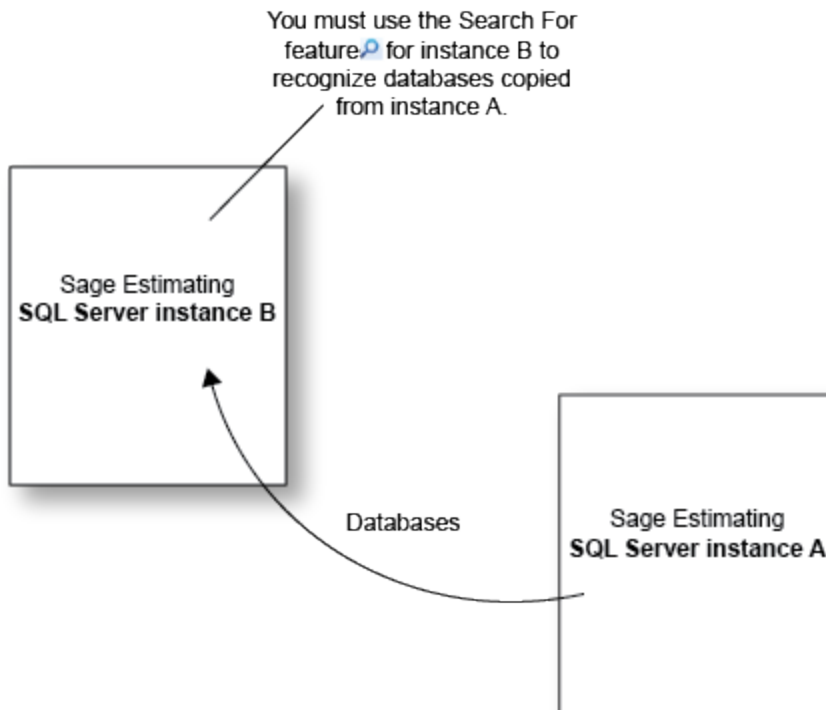 You must use the Search For
feature for instance B to
recognize databases copied
from instance A.
Sage Estimating
SQL Server instance B
Databases
Sage Estimating
SQL Server instance A